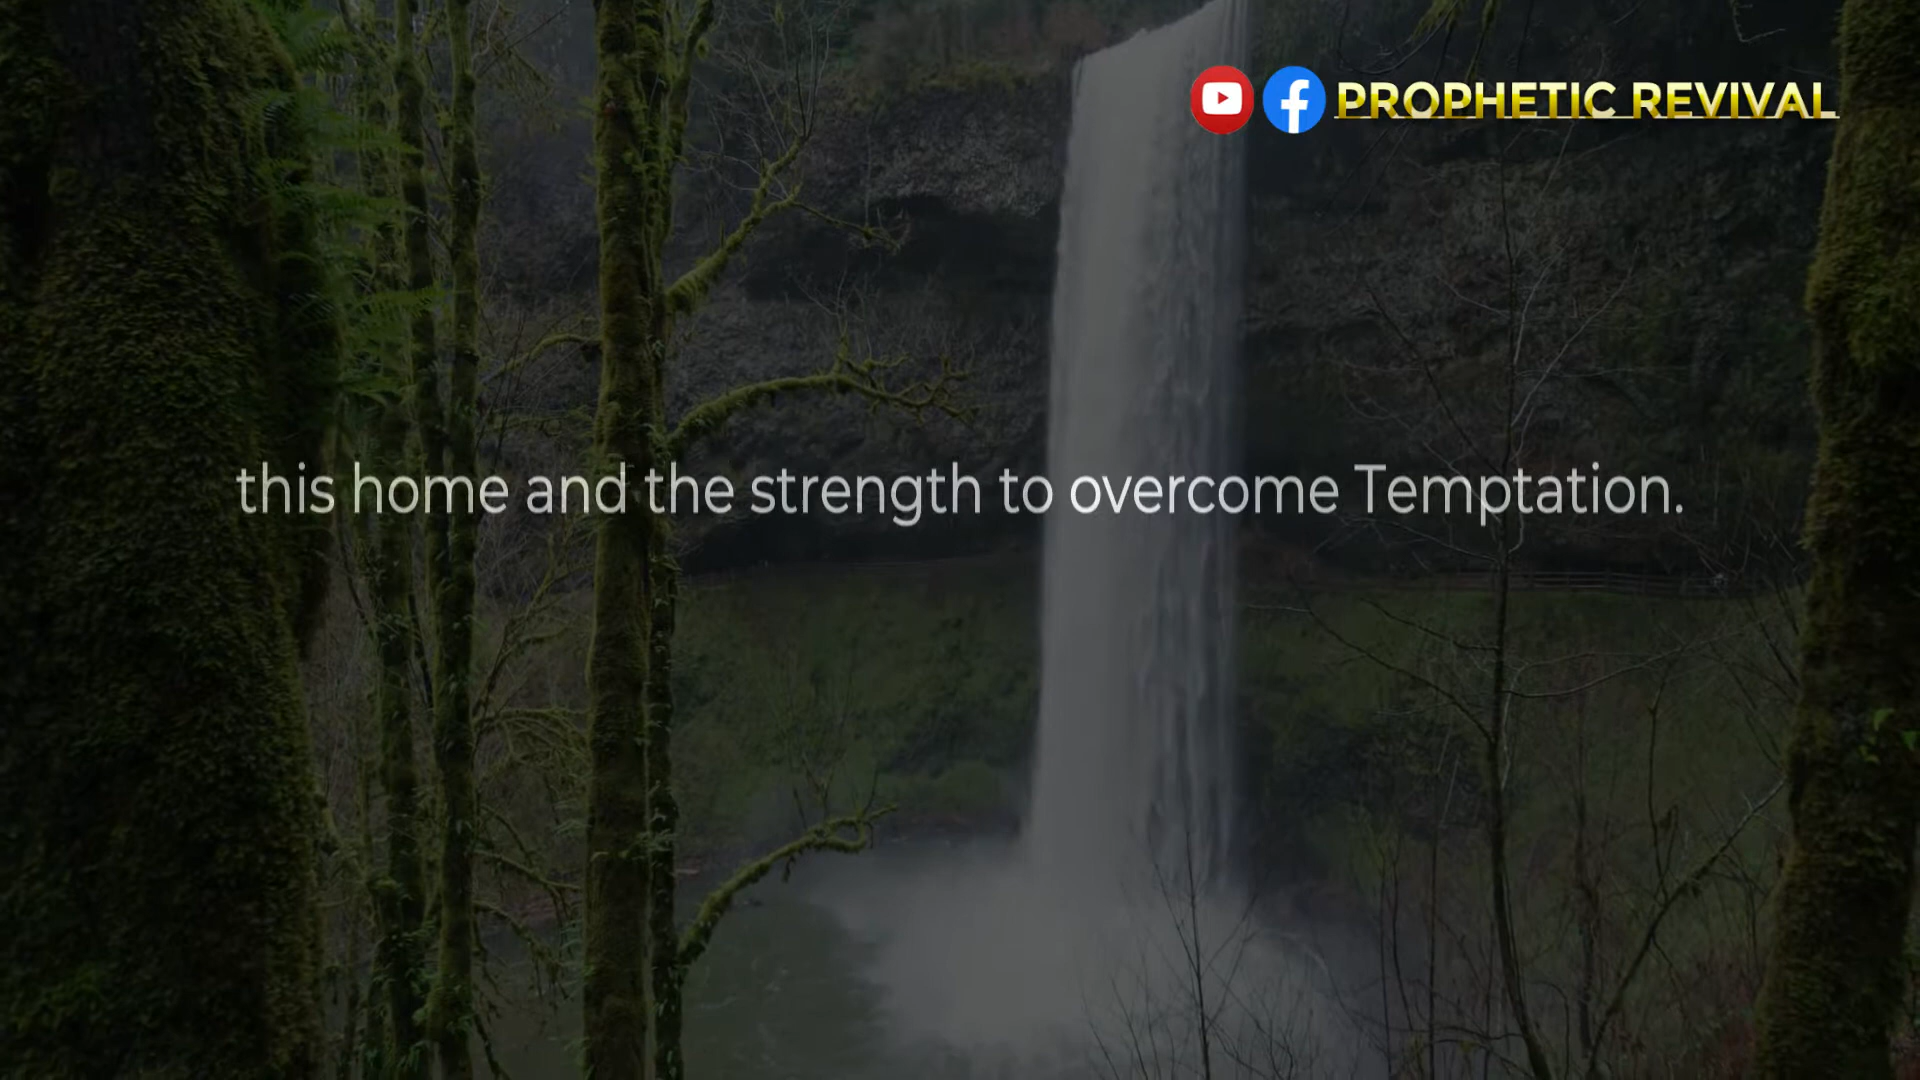 PROPHETIC REVIVAL
this home and the strength to overcome Temptation.